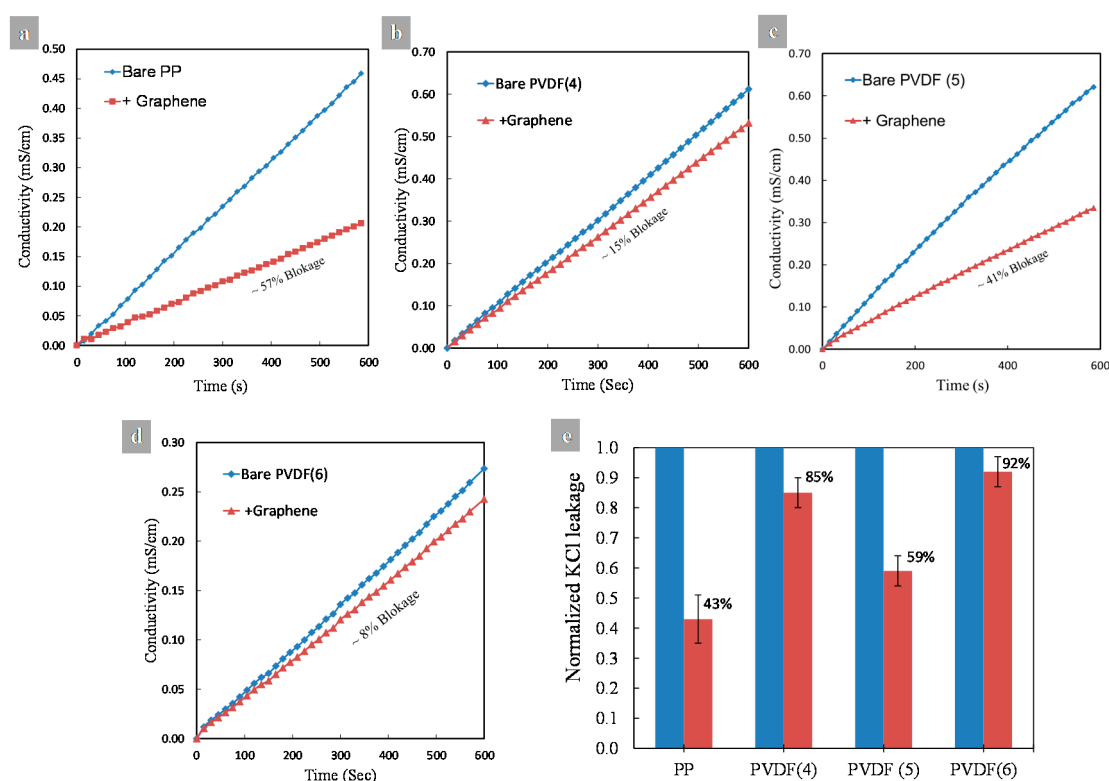 a
0.50
0.45
0.40
0.35
0.30
0.25
0.20
0.15
0.10
0.05
0.00
Conductivity (mS/cm)
Bare PP
+ Graphene
~ 57% Blokage
0 100 200 300 400 500 600
Time (s)
b
0.70
0.60
0.50
0.40
0.30
0.20
0.10
0.00
Conductivity (mS/cm)
Bare PVDF(4)
+Graphene
~ 15% Blokage
0 100 200 300 400 500 600
Time (Sec)
c
0.70
0.60
0.50
0.40
0.30
0.20
0.10
0.00
Conductivity (mS/cm)
Bare PVDF (5)
+ Graphene
~ 41% Blokage
0 200 400 600
Time (s)
d
0.30
0.25
0.20
0.15
0.10
0.05
0.00
Conductivity (mS/cm)
Bare PVDF(6)
+Graphene
~ 8% Blokage
0 100 200 300 400 500 600
Time (Sec)
e
1.0
0.9
0.8
0.7
0.6
0.5
0.4
0.3
0.2
0.1
0.0
Normalized KCl leakage
43%
85%
59%
92%
PP PVDF(4) PVDF (5) PVDF(6)